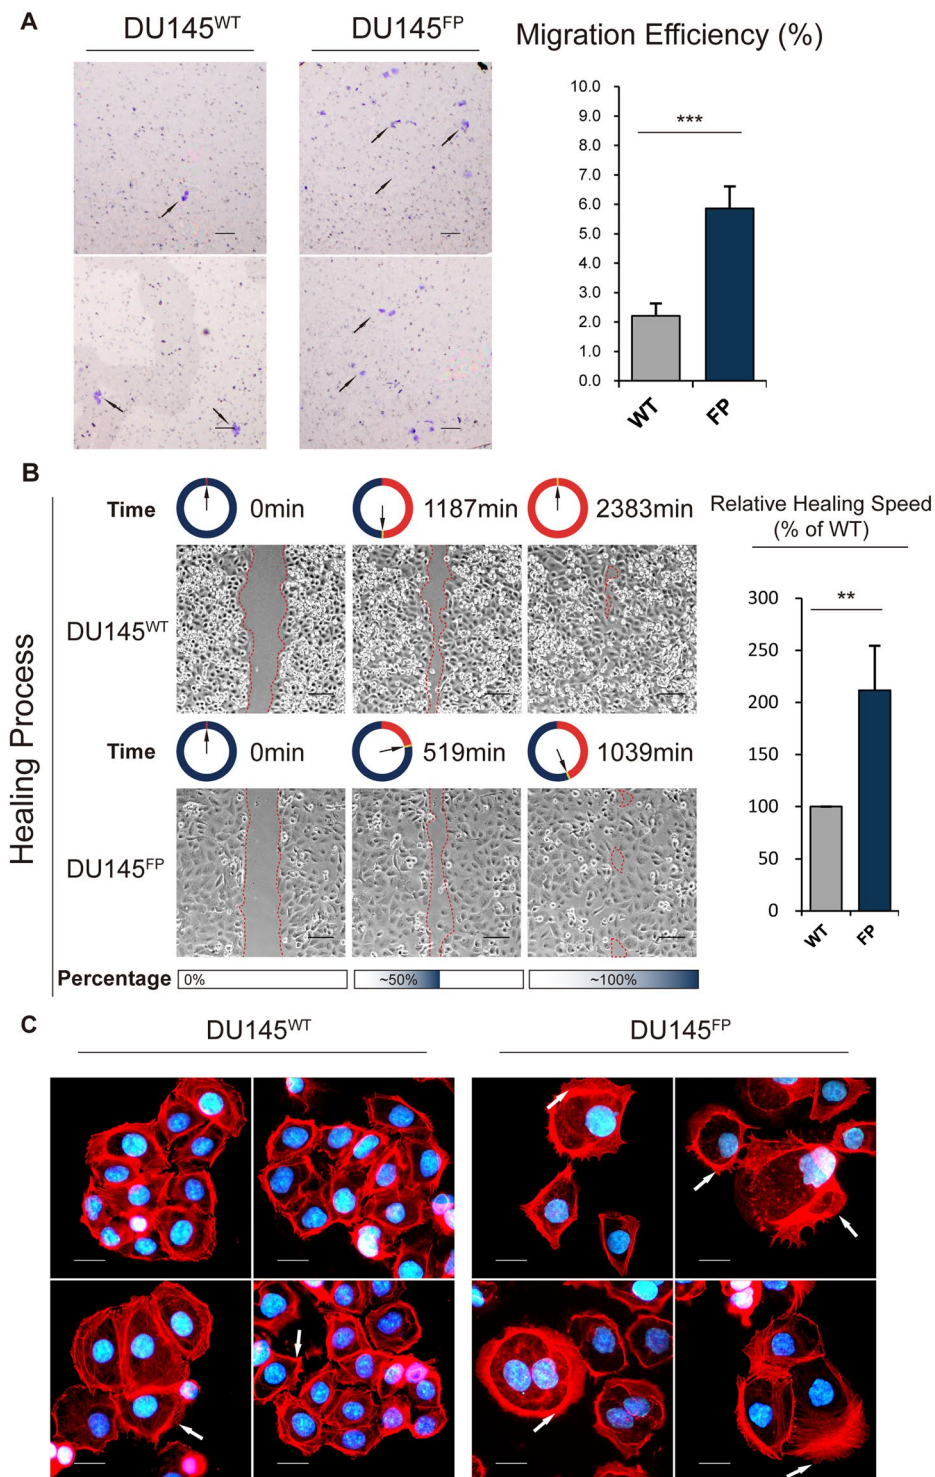 A
DU145WT
DU145FP
Migration Efficiency (%)
10.0
9.0
8.0
7.0
6.0
5.0
4.0
3.0
2.0
1.0
0.0
***
WT
FP
B
Healing Process
Time
0min
1187min
2383min
DU145WT
Time
0min
519min
1039min
DU145FP
Percentage
0%
~50%
~100%
Relative Healing Speed
(% of WT)
300
250
200
150
100
50
0
**
WT
FP
C
DU145WT
DU145FP